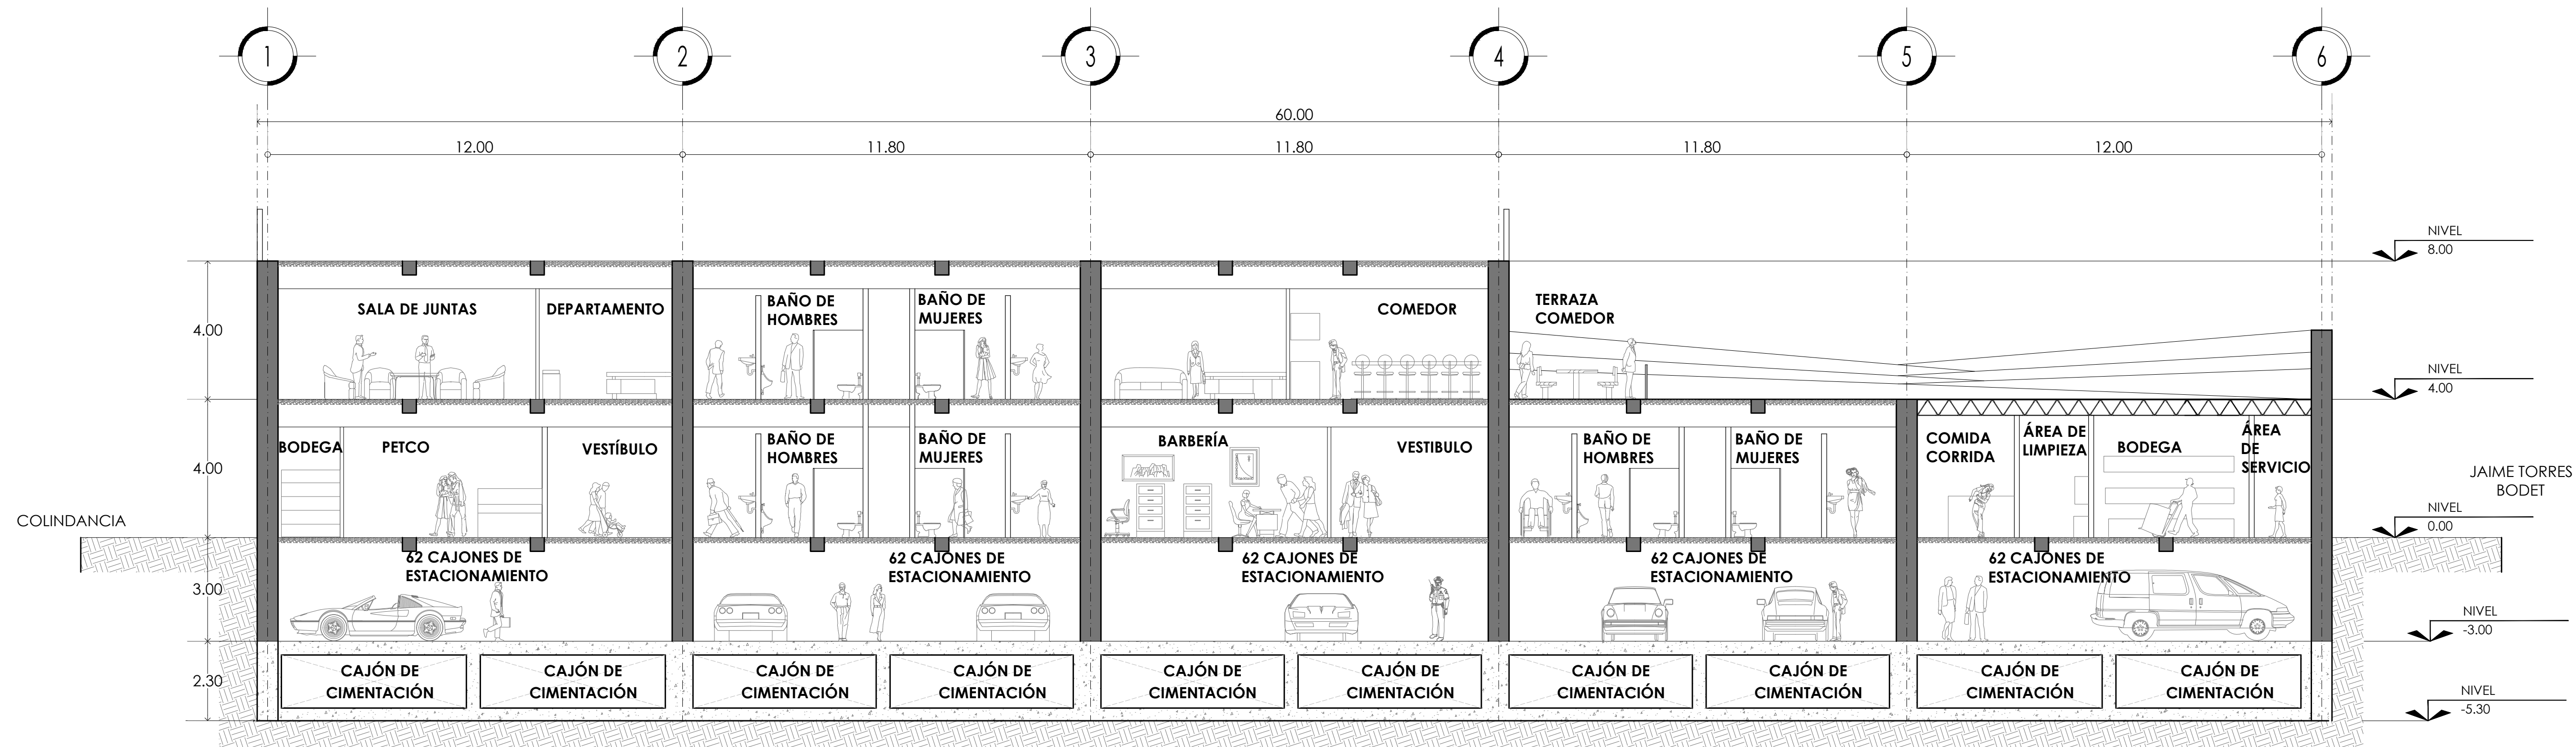 1 2 3 4 5 6
60.00
12.00 11.80 11.80 11.80 12.00
NIVEL
8.00
SALA DE JUNTAS
DEPARTAMENTO
BAÑO DE
HOMBRES
BAÑO DE
MUJERES
COMEDOR
TERRAZA
COMEDOR
4.00
NIVEL
4.00
BODEGA
PETCO
VESTÍBULO
BAÑO DE
HOMBRES
BAÑO DE
MUJERES
BARBERÍA
VESTIBULO
BAÑO DE
HOMBRES
BAÑO DE
MUJERES
COMIDA
CORRIDA
ÁREA DE
LIMPIEZA
BODEGA
ÁREA
DE
SERVICIO
4.00
JAIME TORRES
BODET
COLINDANCIA
NIVEL
0.00
62 CAJONES DE
ESTACIONAMIENTO
62 CAJONES DE
ESTACIONAMIENTO
62 CAJONES DE
ESTACIONAMIENTO
62 CAJONES DE
ESTACIONAMIENTO
62 CAJONES DE
ESTACIONAMIENTO
3.00
NIVEL
-3.00
CAJÓN DE
CIMENTACIÓN
CAJÓN DE
CIMENTACIÓN
CAJÓN DE
CIMENTACIÓN
CAJÓN DE
CIMENTACIÓN
CAJÓN DE
CIMENTACIÓN
CAJÓN DE
CIMENTACIÓN
CAJÓN DE
CIMENTACIÓN
CAJÓN DE
CIMENTACIÓN
CAJÓN DE
CIMENTACIÓN
CAJÓN DE
CIMENTACIÓN
2.30
NIVEL
-5.30